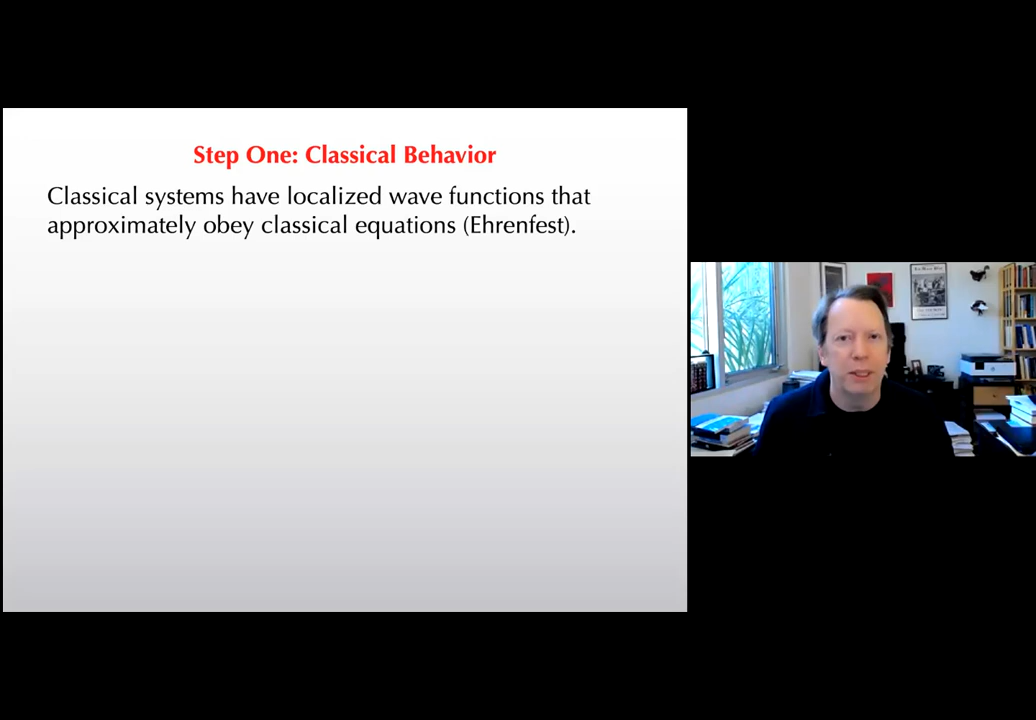 Step One: Classical Behavior
Classical systems have localized wave functions that
approximately obey classical equations (Ehrenfest).